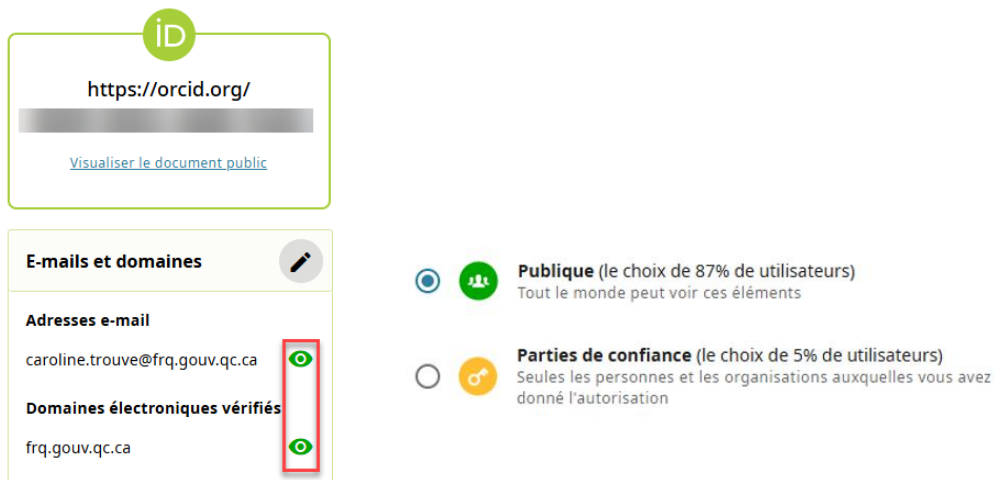 iD
https://orcid.org/
Visualiser le document public
E-mails et domaines
Adresses e-mail
caroline.trouve@frq.gouv.qc.ca
Domaines électroniques vérifiés
frq.gouv.qc.ca
Publique (le choix de 87% de utilisateurs)
Tout le monde peut voir ces éléments
Parties de confiance (le choix de 5% de utilisateurs)
Seules les personnes et les organisations auxquelles vous avez
donné l'autorisation